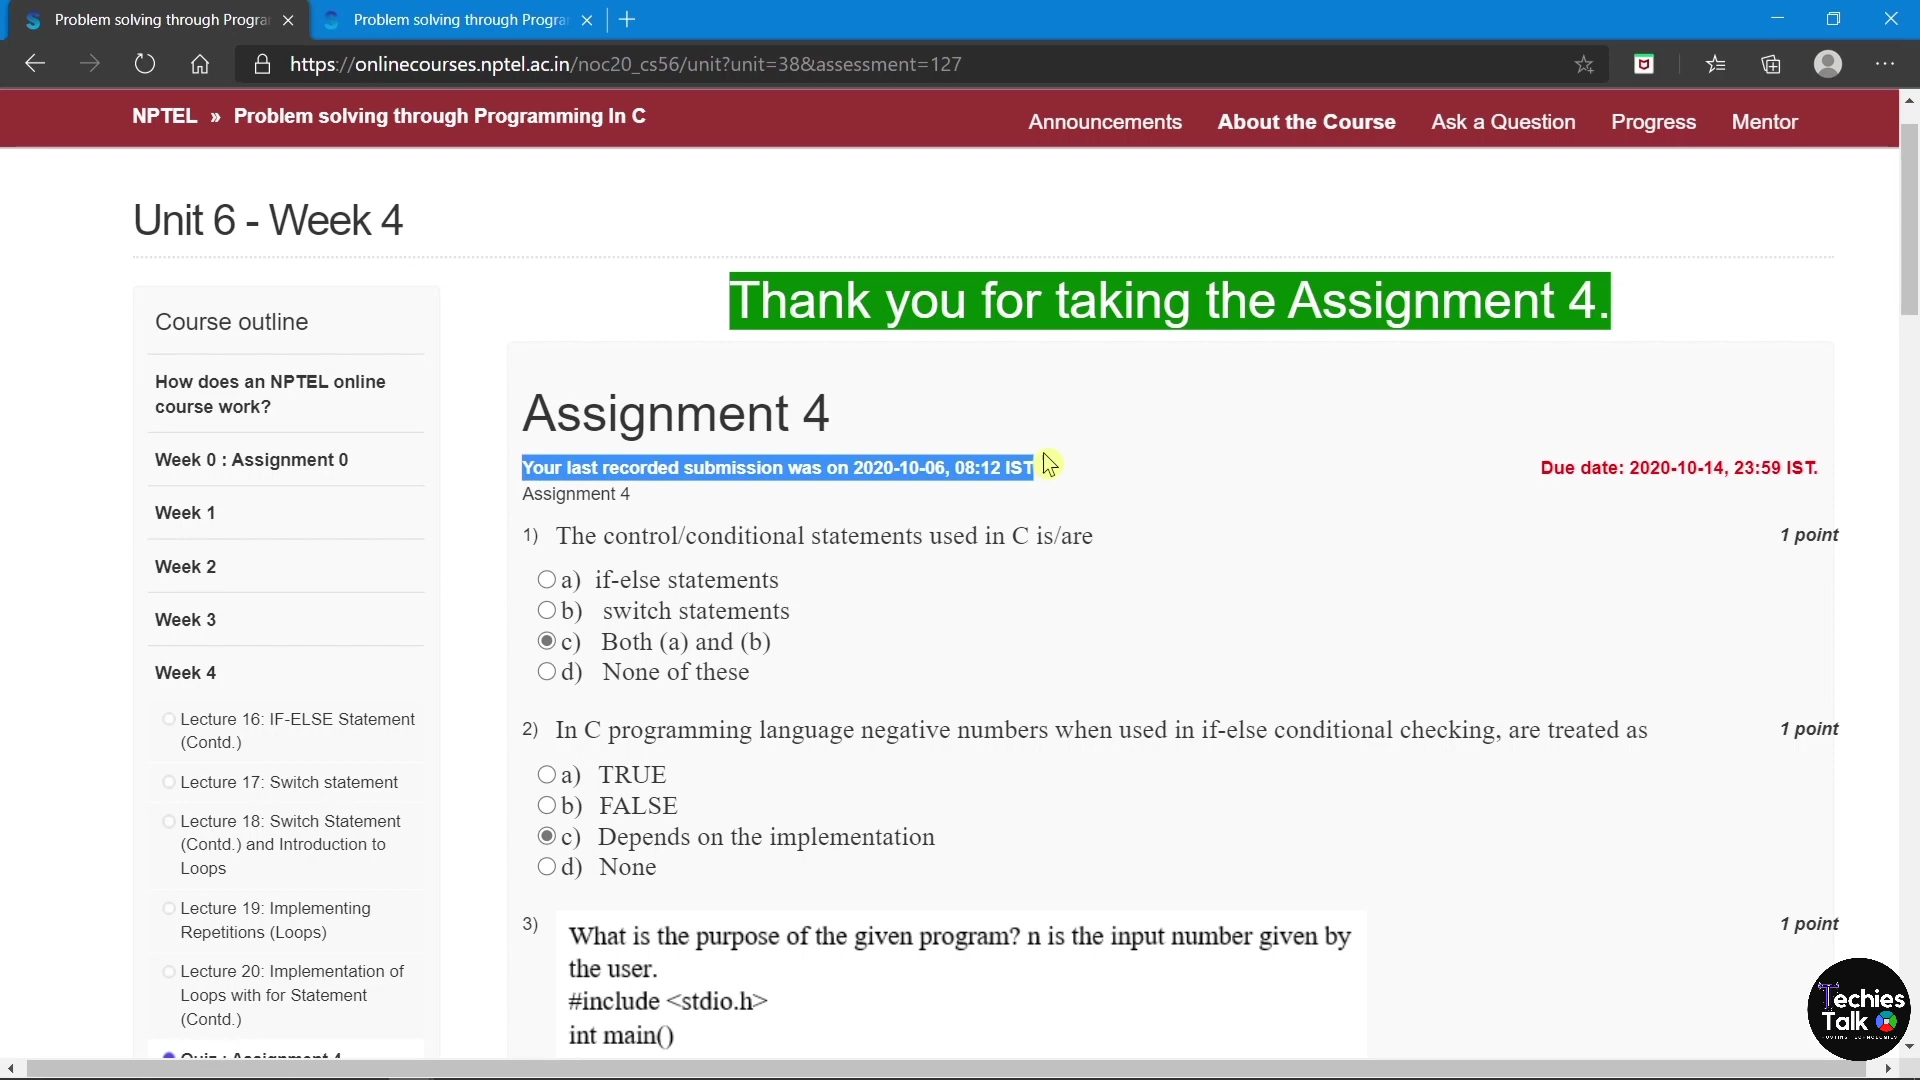 Problem solving through Progra
Problem solving through Progra
https://onlinecourses.nptel.ac.in/noc20_cs56/unit?unit=38&assessment=127
NPTEL » Problem solving through Programming In C
Announcements About the Course Ask a Question Progress Mentor
Unit 6 - Week 4
Thank you for taking the Assignment 4.
Course outline
How does an NPTEL online
course work?
Week 0 : Assignment 0
Week 1
Week 2
Week 3
Week 4
Lecture 16: IF-ELSE Statement
(Contd.)
Lecture 17: Switch statement
Lecture 18: Switch Statement
(Contd.) and Introduction to
Loops
Lecture 19: Implementing
Repetitions (Loops)
Lecture 20: Implementation of
Loops with for Statement
(Contd.)
Quiz : Assignment 4
Assignment 4
Your last recorded submission was on 2020-10-06, 08:12 IST
Due date: 2020-10-14, 23:59 IST.
Assignment 4
1) The control/conditional statements used in C is/are
1 point
a) if-else statements
b) switch statements
c) Both (a) and (b)
d) None of these
2) In C programming language negative numbers when used in if-else conditional checking, are treated as
1 point
a) TRUE
b) FALSE
c) Depends on the implementation
d) None
3)
1 point
What is the purpose of the given program? n is the input number given by
the user.
#include <stdio.h>
int main()
Techies
Talk